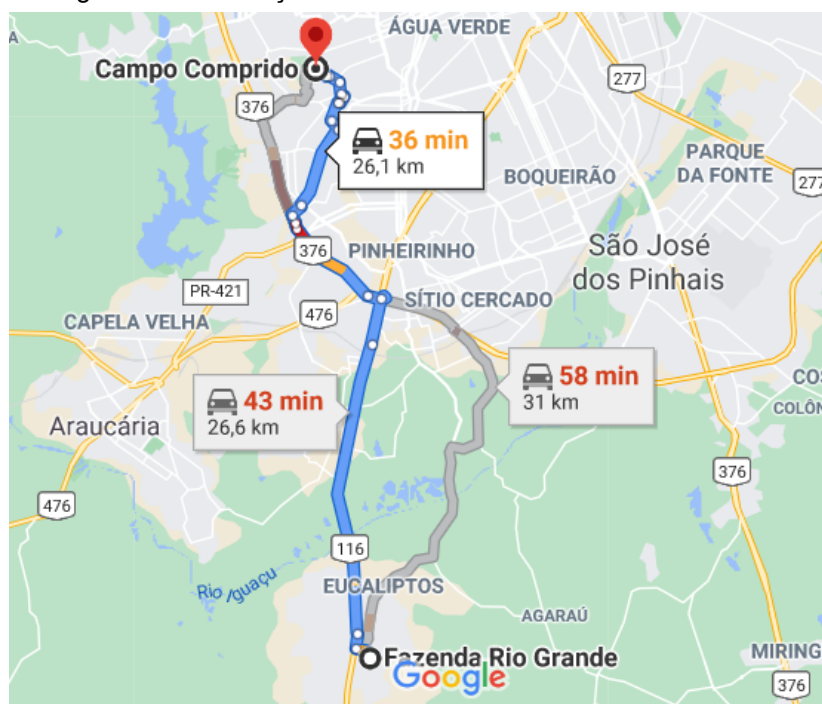 ÁGUA VERDE
Campo Comprido
277
376
36 min
26,1 km
PARQUE
DA FONTE
BOQUEIRÃO
277
São José
dos Pinhais
376
PINHEIRINHO
PR-421
SÍTIO CERCADO
476
CAPELA VELHA
58 min
31 km
43 min
26,6 km
COLÔN
Araucária
376
476
116
Rio Iguaçu
EUCALIPTOS
AGARAÚ
Fazenda Rio Grande
MIRING
Google
376